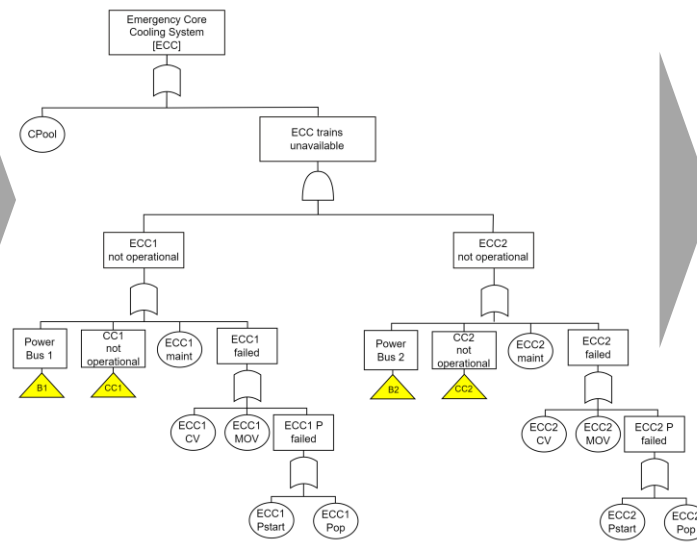 Emergency Core
Cooling System
[ECC]
CPool
ECC trains
unavailable
ECC1
not operational
ECC2
not operational
Power
Bus 1
CC1
not
operational
ECC1
maint
ECC1
failed
Power
Bus 2
CC2
not
operational
ECC2
maint
ECC2
failed
B1
CC1
B2
CC2
ECC1
CV
ECC1
MOV
ECC1 P
failed
ECC2
CV
ECC2
MOV
ECC2 P
failed
ECC1
Pstart
ECC1
Pop
ECC2
Pstart
ECC2
Pop